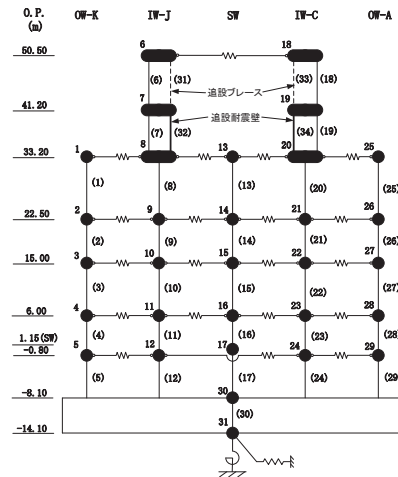 O.P. OW-K IW-J SW IW-C OW-A
(m)
6 18
50.50
(6) (31) (33) (18)
追設ブレース
7 19
41.20
追設耐震壁
(7) (32) (34) (19)
1 8 13 20 25
33.20
(1) (8) (13) (20) (25)
2 9 14 21 26
22.50
(2) (9) (14) (21) (26)
3 10 15 22 27
15.00
(3) (10) (15) (22) (27)
4 11 16 23 28
6.00
(4) (11) (16) (23) (28)
1.15(SW)
5 12 17 24 29
-0.80
(5) (12) (17) (24) (29
-8.10
30
(30)
-14.10
31